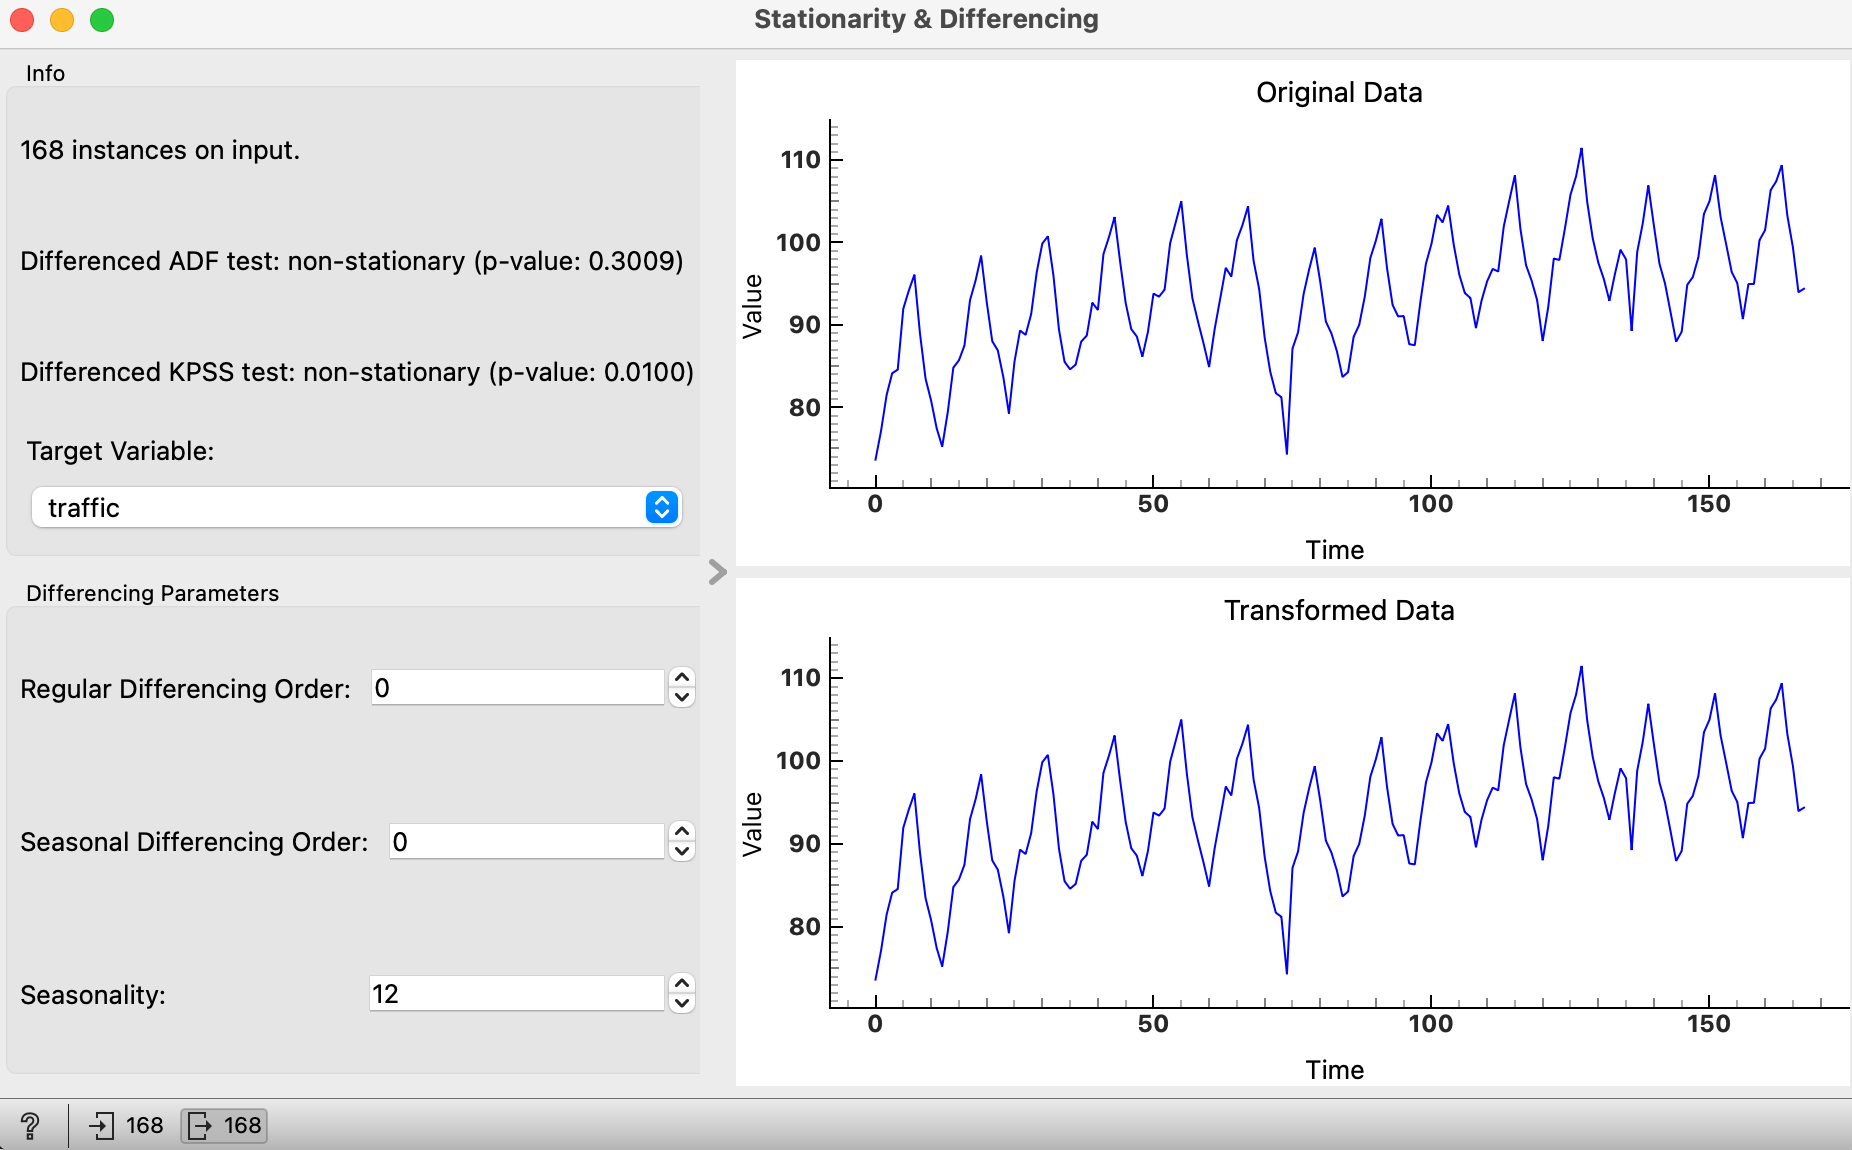 Stationarity & Differencing
Info
168 instances on input.
Differenced ADF test: non-stationary (p-value: 0.3009)
Differenced KPSS test: non-stationary (p-value: 0.0100)
Target Variable:
traffic
Differencing Parameters
Regular Differencing Order: 0
Seasonal Differencing Order: 0
Seasonality: 12
Original Data
Value
110
100
90
80
0 50 100 150
Time
Transformed Data
Value
110
100
90
80
0 50 100 150
Time
? 168 168